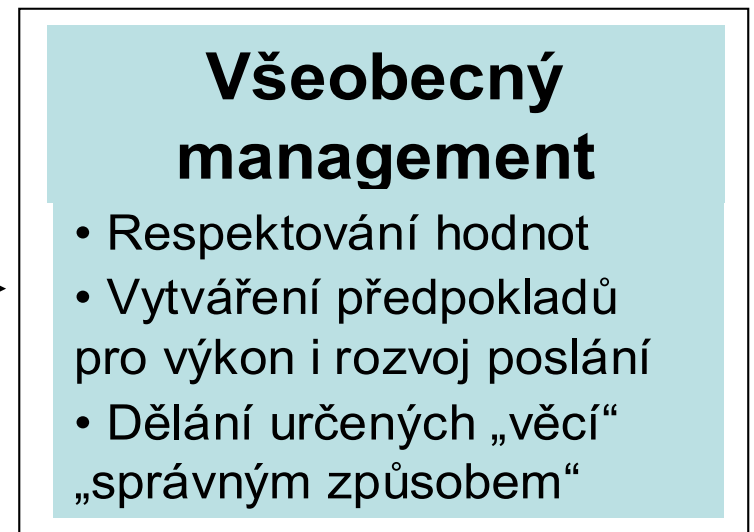 Všeobecný
management
• Respektování hodnot
• Vytváření předpokladů
pro výkon i rozvoj poslání
• Dělání určených „věcí“
„správným způsobem“